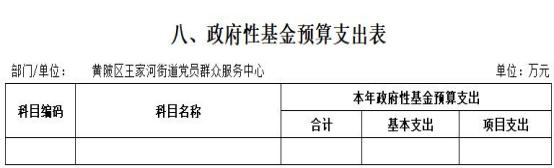 八、政府性基金预算支出表
部门/单位： 黄陂区王家河街道党员群众服务中心 单位：万元
科目编码 科目名称 本年政府性基金预算支出
合计 基本支出 项目支出